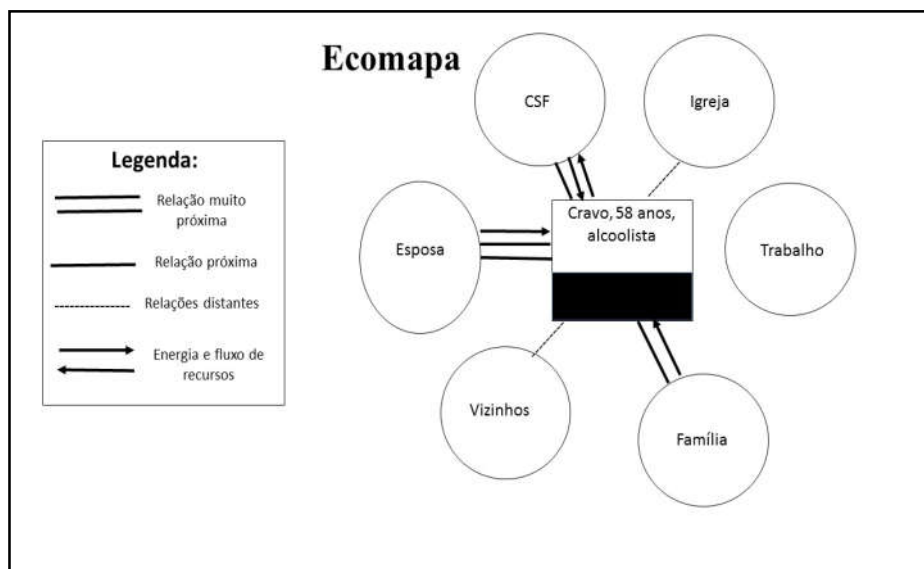 Ecomapa
Legenda:
Relação muito
próxima
Relação próxima
Relações distantes
Energia e fluxo de
recursos
CSF
Igreja
Esposa
Cravo, 58 anos,
alcoolista
Trabalho
Vizinhos
Família